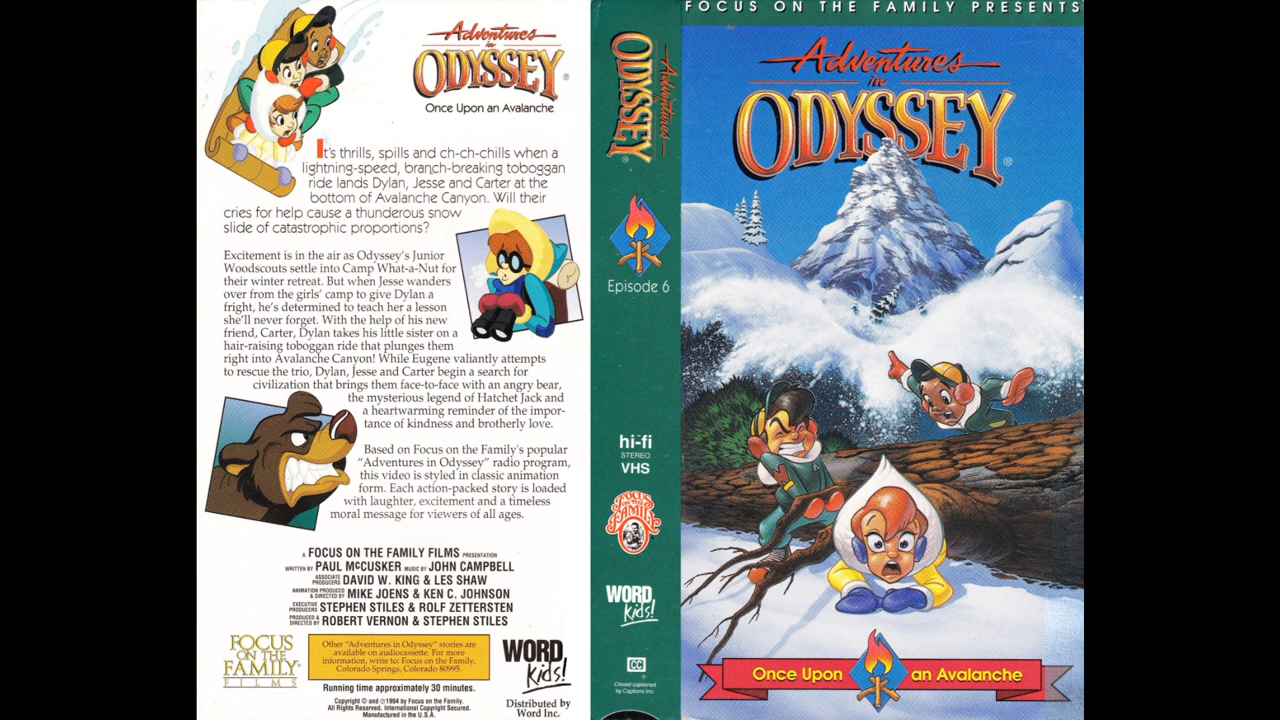 Adventures
in
ODYSSEY®
Once Upon an Avalanche
It's thrills, spills and ch-ch-chills when a
lightning-speed, branch-breaking toboggan
ride lands Dylan, Jesse and Carter at the
bottom of Avalanche Canyon. Will their
cries for help cause a thunderous snow
slide of catastrophic proportions?
Excitement is in the air as Odyssey's Junior
Woodscouts settle into Camp What-a-Nut for
their winter retreat. But when Jesse wanders
over from the girls' camp to give Dylan a
fright, he's determined to teach her a lesson
she'll never forget. With the help of his new
friend, Carter, Dylan takes his little sister on a
hair-raising toboggan ride that plunges them
right into Avalanche Canyon! While Eugene valiantly attempts
to rescue the trio, Dylan, Jesse and Carter begin a search for
civilization that brings them face-to-face with an angry bear,
the mysterious legend of Hatchet Jack and
a heartwarming reminder of the impor-
tance of kindness and brotherly love.
Based on Focus on the Family's popular
"Adventures in Odyssey" radio program,
this video is styled in classic animation
form. Each action-packed story is loaded
with laughter, excitement and a timeless
moral message for viewers of all ages.
A FOCUS ON THE FAMILY FILMS PRESENTATION
WRITTEN BY PAUL McCUSKER MUSIC BY JOHN CAMPBELL
ASSOCIATE PRODUCERS DAVID W. KING & LES SHAW
ANIMATION PRODUCED & DIRECTED BY MIKE JOENS & KEN C. JOHNSON
EXECUTIVE PRODUCERS STEPHEN STILES & ROLF ZETTERSTEN
PRODUCED & DIRECTED BY ROBERT VERNON & STEPHEN STILES
FOCUS
ON THE
FAMILY®
FILMS
Other "Adventures in Odyssey" stories are
available on audiocassette. For more
information, write to: Focus on the Family,
Colorado Springs, Colorado 80995.
Running time approximately 30 minutes.
Copyright © and ℗1994 by Focus on the Family.
All Rights Reserved. International Copyright Secured.
Manufactured in the U.S.A.
WORD
Kids!
Distributed by
Word Inc.
Adventures
in
ODYSSEY®
Episode 6
hi-fi
STEREO
VHS
FOCUS
ON THE
FAMILY
WORD
Kids!
CC
Closed captioned
by Captions Inc.
FOCUS ON THE FAMILY PRESENTS
Adventures
in
ODYSSEY®
A
Once Upon an Avalanche